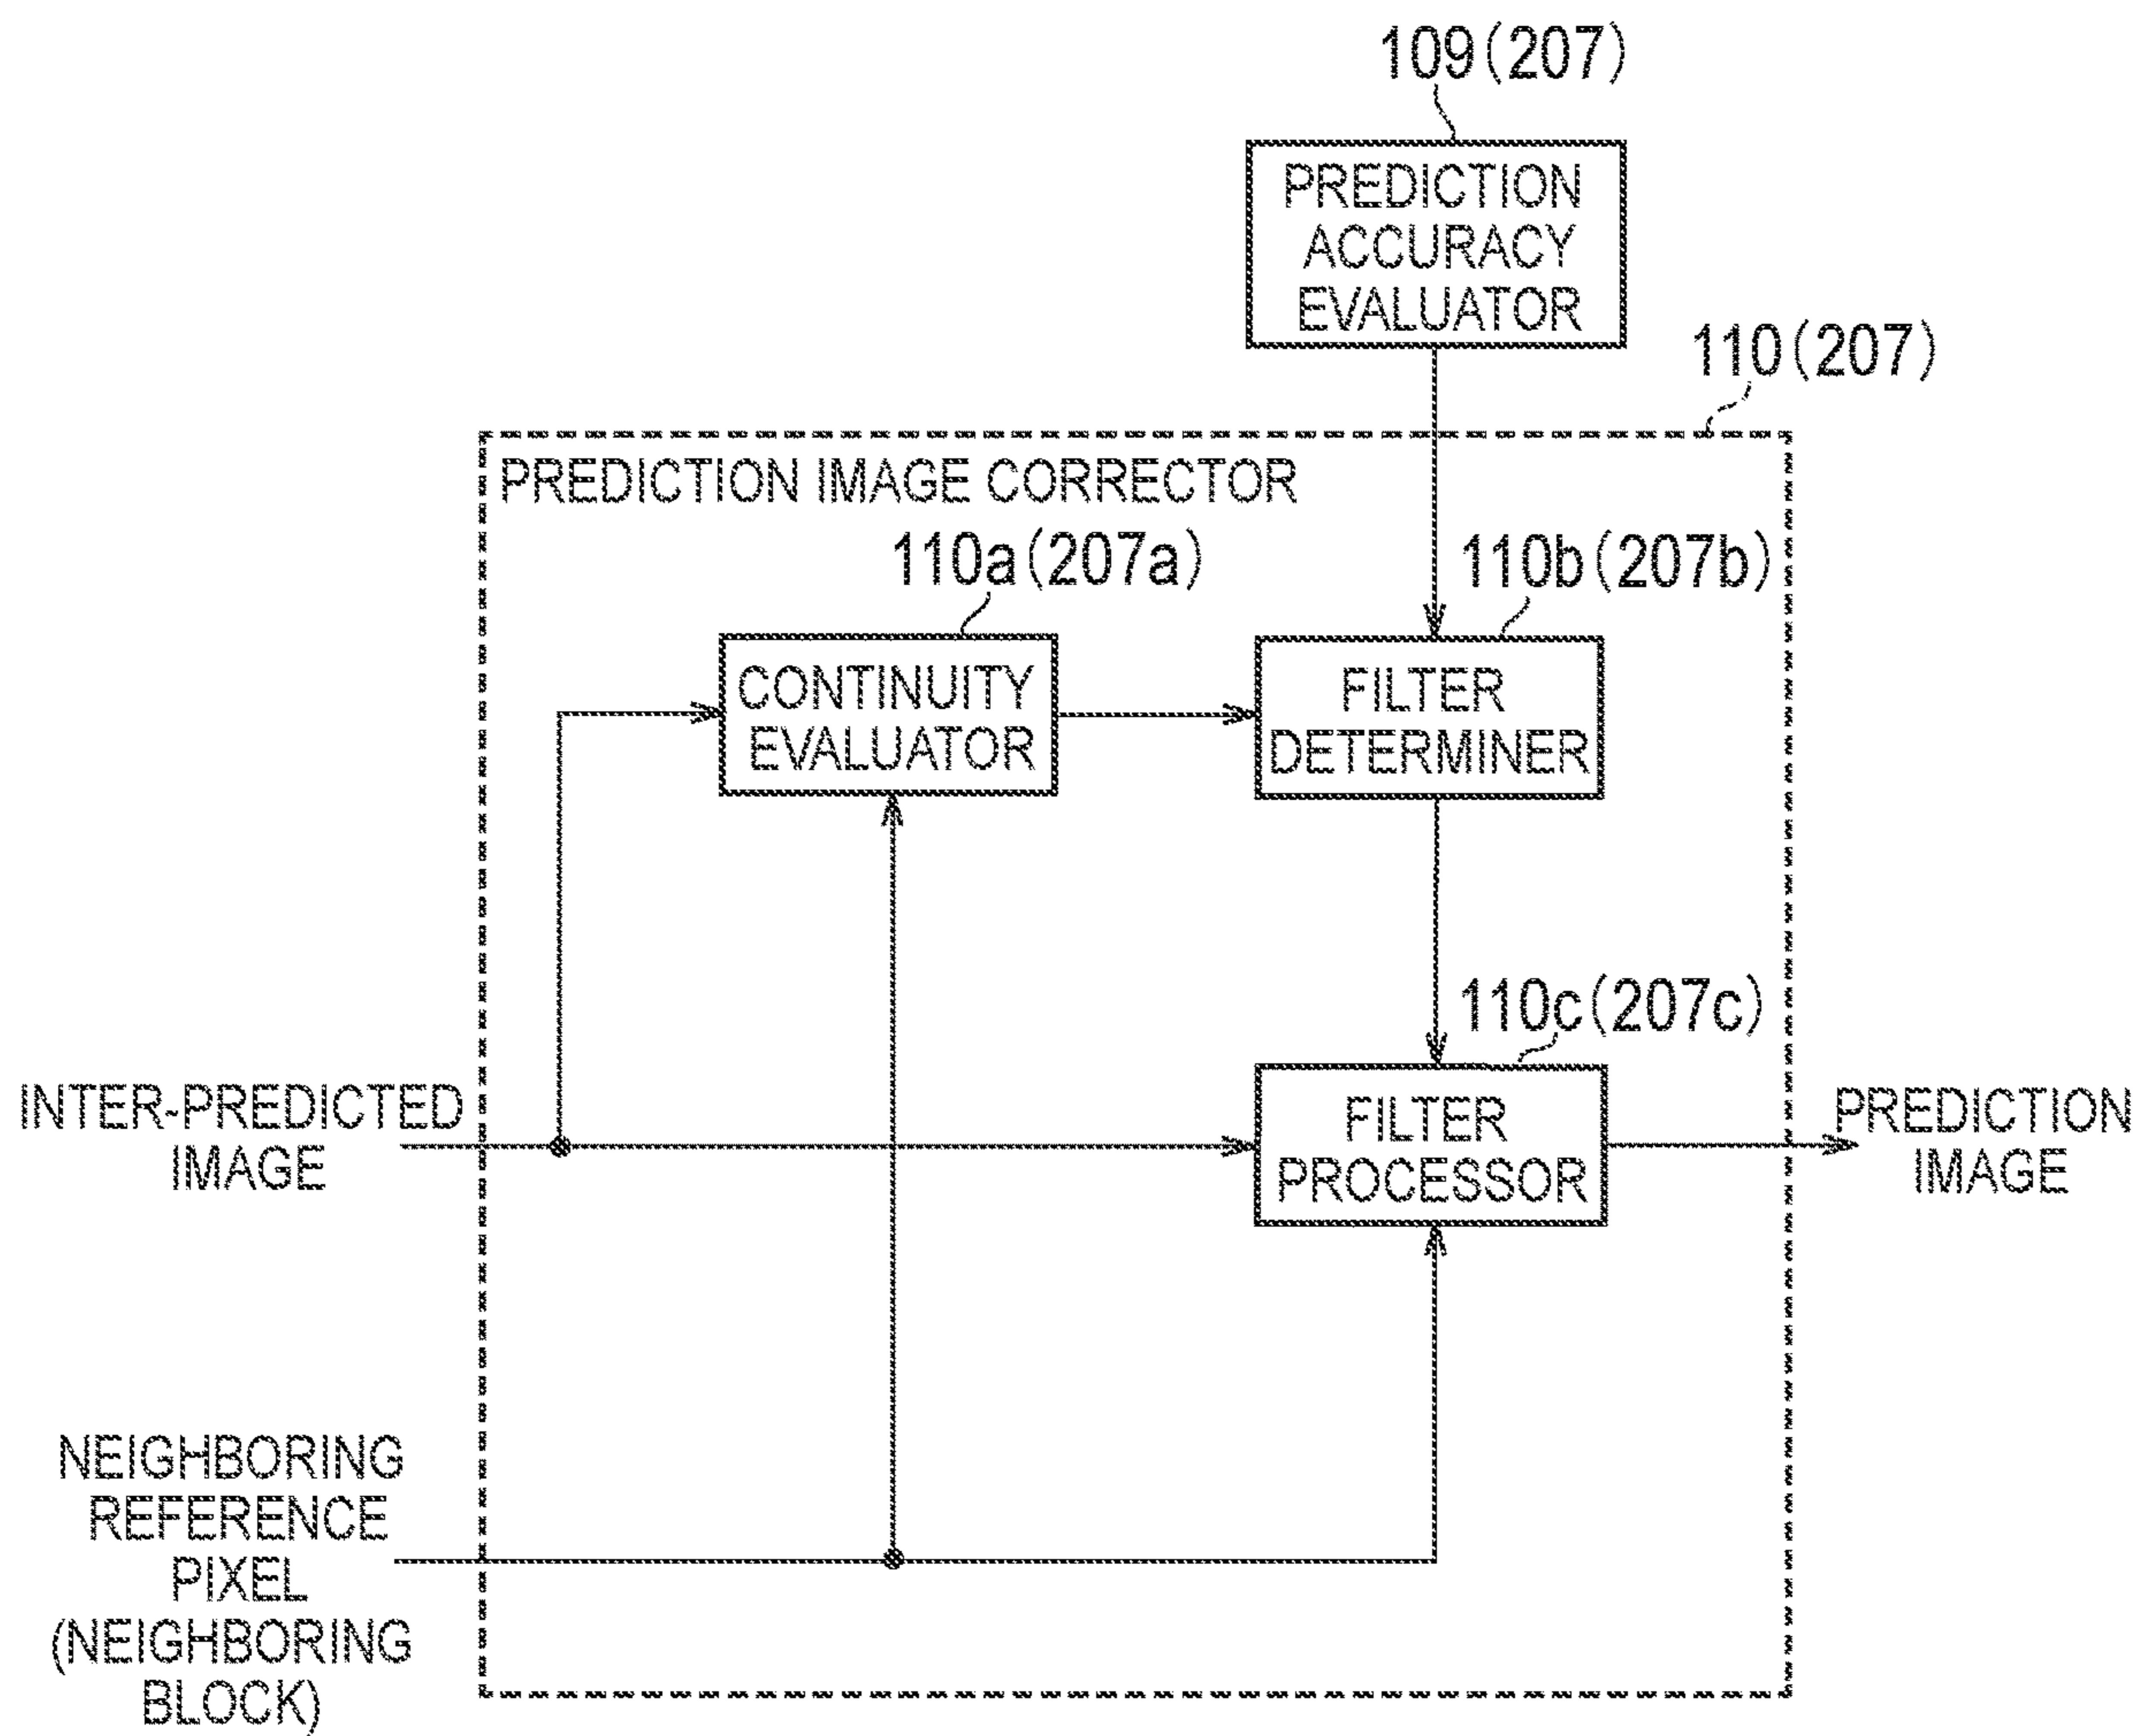 109(207)
PREDICTION
ACCURACY
EVALUATOR
110(207)
PREDICTION IMAGE CORRECTOR
110a(207a)
110b(207b)
CONTINUITY
EVALUATOR
FILTER
DETERMINER
110c(207c)
INTER-PREDICTED
IMAGE
FILTER
PROCESSOR
PREDICTION
IMAGE
NEIGHBORING
REFERENCE
PIXEL
(NEIGHBORING
BLOCK)